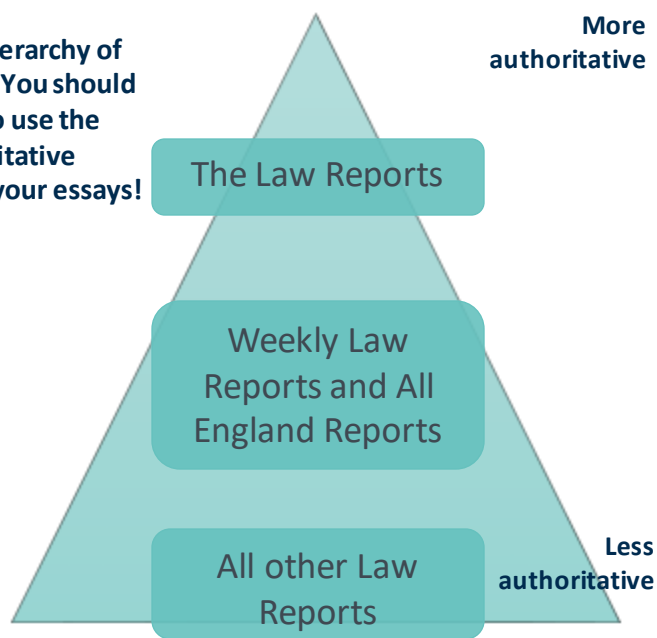 erarchy of
You should
o use the
itative
your essays!
More
authoritative
The Law Reports
Weekly Law
Reports and All
England Reports
All other Law
Reports
Less
authoritative